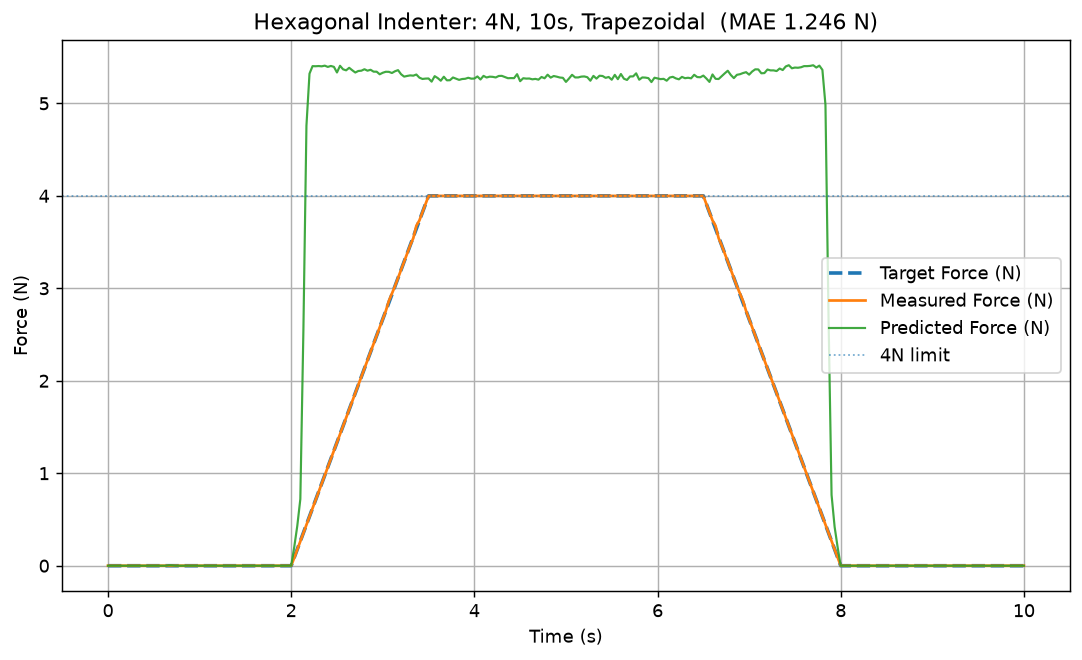 Hexagonal Indenter: 4N, 10s, Trapezoidal  (MAE 1.246 N)
5
4
3
2
1
0
Force (N)
Target Force (N)
Measured Force (N)
Predicted Force (N)
4N limit
0 2 4 6 8 10
Time (s)